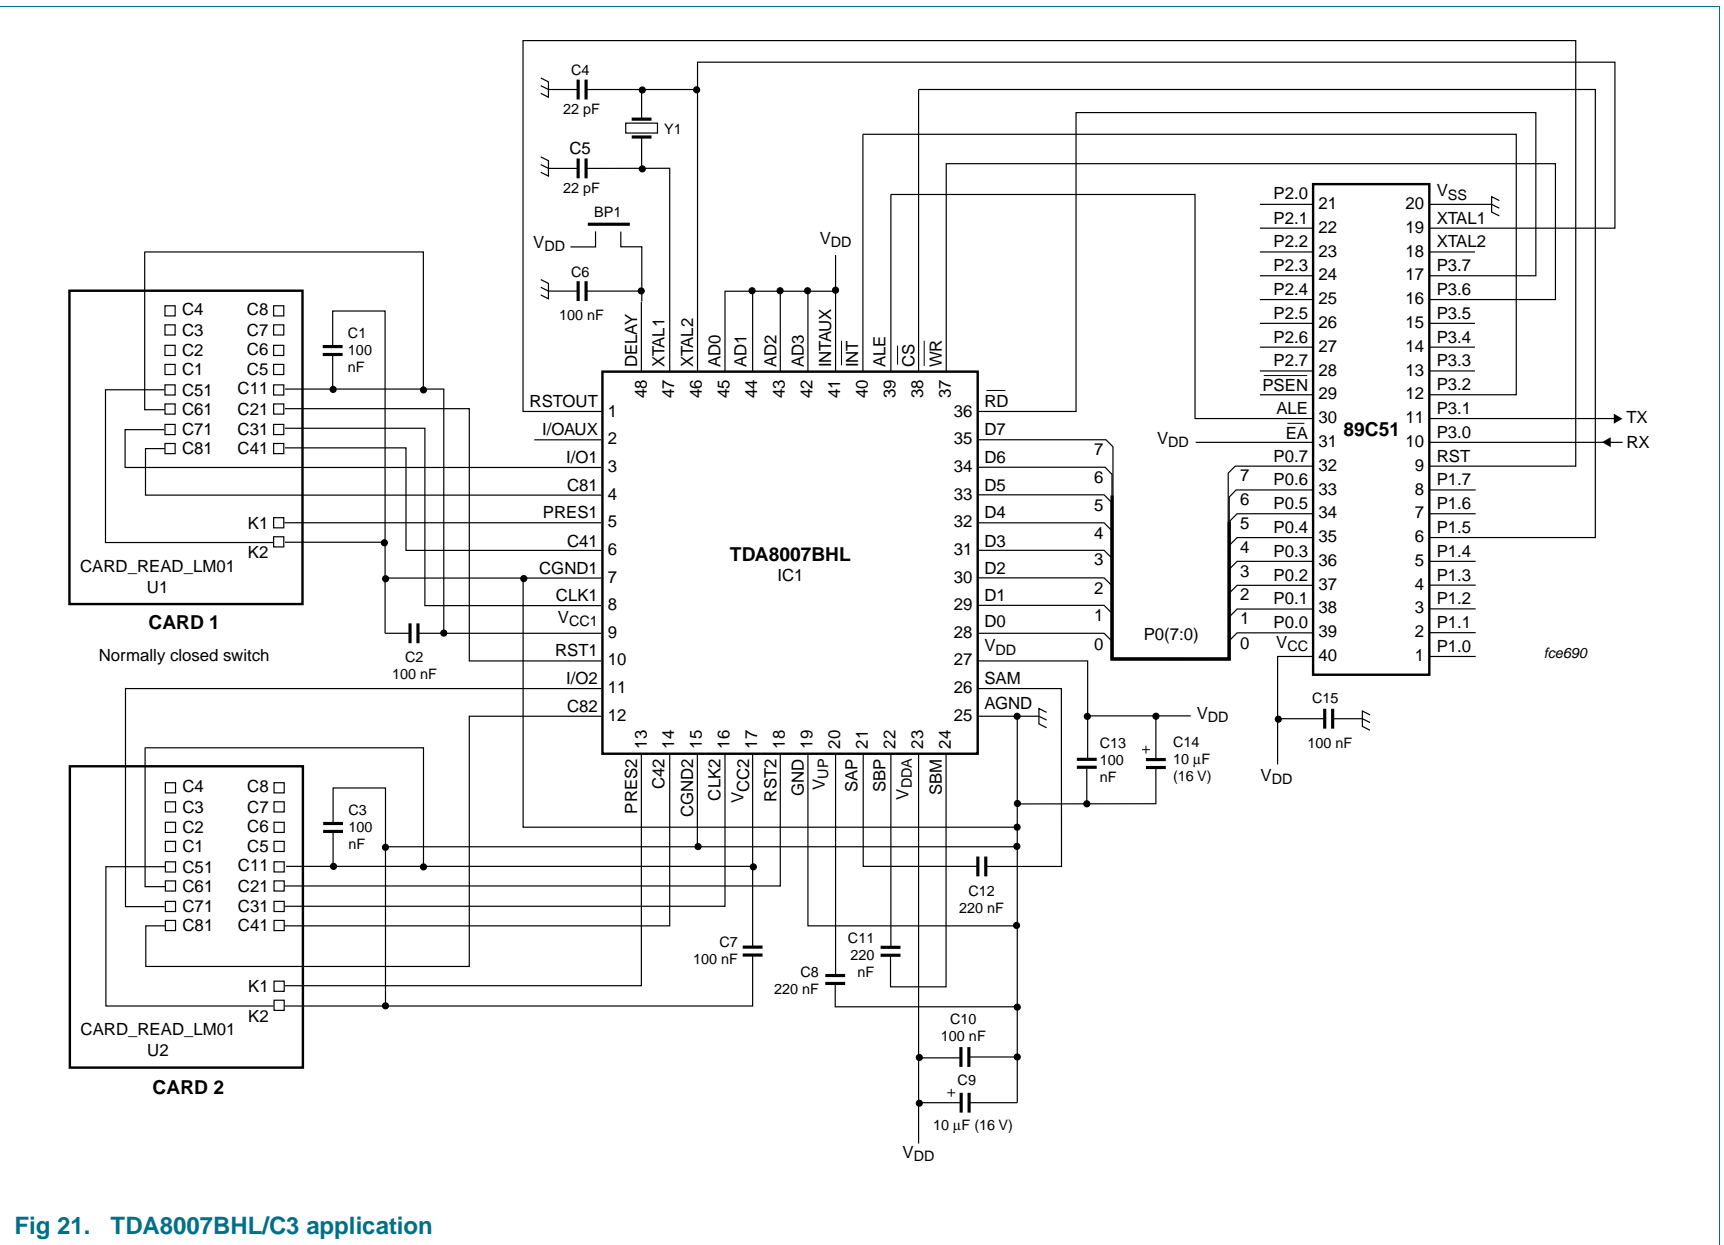 C4
22 pF
Y1
C5
22 pF
BP1
VDD
C6
100 nF
VDD
DELAY
XTAL1
XTAL2
AD0
AD1
AD2
AD3
INTAUX
INT
ALE
CS
WR
48
47
46
45
44
43
42
41
40
39
38
37
RSTOUT 1
I/OAUX 2
I/O1 3
C81 4
PRES1 5
C41 6
CGND1 7
CLK1 8
VCC1 9
RST1 10
I/O2 11
C82 12
TDA8007BHL
IC1
36 RD
35 D7
34 D6
33 D5
32 D4
31 D3
30 D2
29 D1
28 D0
27 VDD
26 SAM
25 AGND
13
14
15
16
17
18
19
20
21
22
23
24
PRES2
C42
CGND2
CLK2
VCC2
RST2
GND
VUP
SAP
SBP
VDDA
SBM
C4 C8
C3 C7
C2 C6
C1 C5
C51 C11
C61 C21
C71 C31
C81 C41
K1
K2
CARD_READ_LM01
U1
CARD 1
Normally closed switch
C1
100
nF
C2
100 nF
C4 C8
C3 C7
C2 C6
C1 C5
C51 C11
C61 C21
C71 C31
C81 C41
K1
K2
CARD_READ_LM01
U2
CARD 2
C3
100
nF
C7
100 nF
C8
220 nF
C11
220
nF
C12
220 nF
C10
100 nF
C9
+
10 µF (16 V)
VDD
C13
100
nF
+
C14
10 µF
(16 V)
VDD
7
6
5
4
3
2
1
0
P0(7:0)
7
6
5
4
3
2
1
0
P2.0 21
P2.1 22
P2.2 23
P2.3 24
P2.4 25
P2.5 26
P2.6 27
P2.7 28
PSEN 29
ALE 30
VDD EA 31
P0.7 32
P0.6 33
P0.5 34
P0.4 35
P0.3 36
P0.2 37
P0.1 38
P0.0 39
VCC 40
89C51
20 VSS
19 XTAL1
18 XTAL2
17 P3.7
16 P3.6
15 P3.5
14 P3.4
13 P3.3
12 P3.2
11 P3.1 TX
10 P3.0 RX
9 RST
8 P1.7
7 P1.6
6 P1.5
5 P1.4
4 P1.3
3 P1.2
2 P1.1
1 P1.0
C15
100 nF
VDD
fce690
Fig 21. TDA8007BHL/C3 application